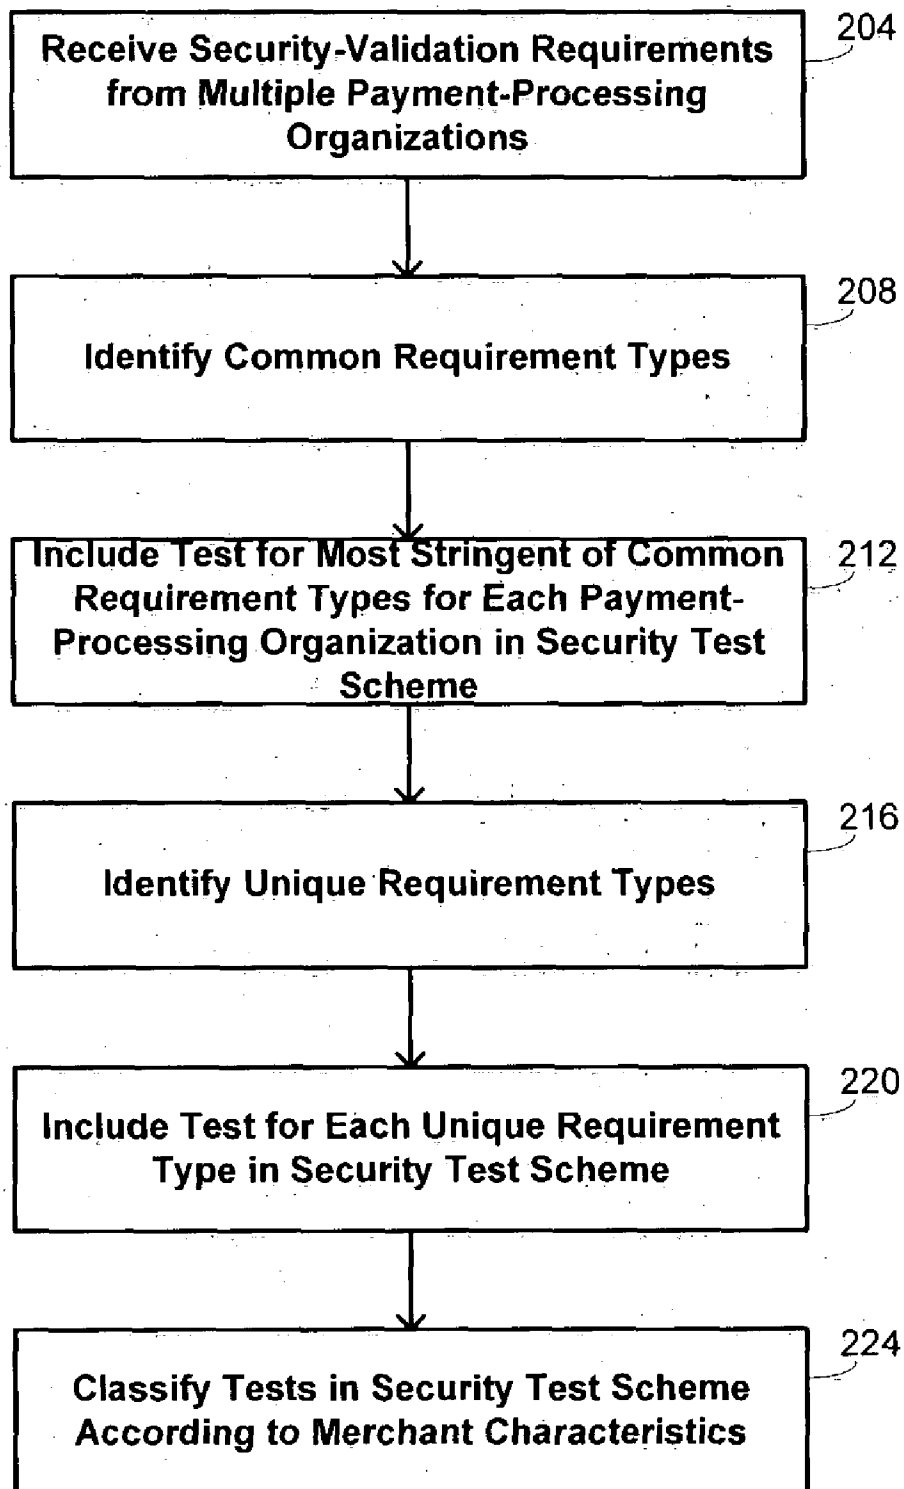 Receive Security-Validation Requirements
from Multiple Payment-Processing
Organizations
204
Identify Common Requirement Types
208
Include Test for Most Stringent of Common
Requirement Types for Each Payment-
Processing Organization in Security Test
Scheme
212
Identify Unique Requirement Types
216
Include Test for Each Unique Requirement
Type in Security Test Scheme
220
Classify Tests in Security Test Scheme
According to Merchant Characteristics
224